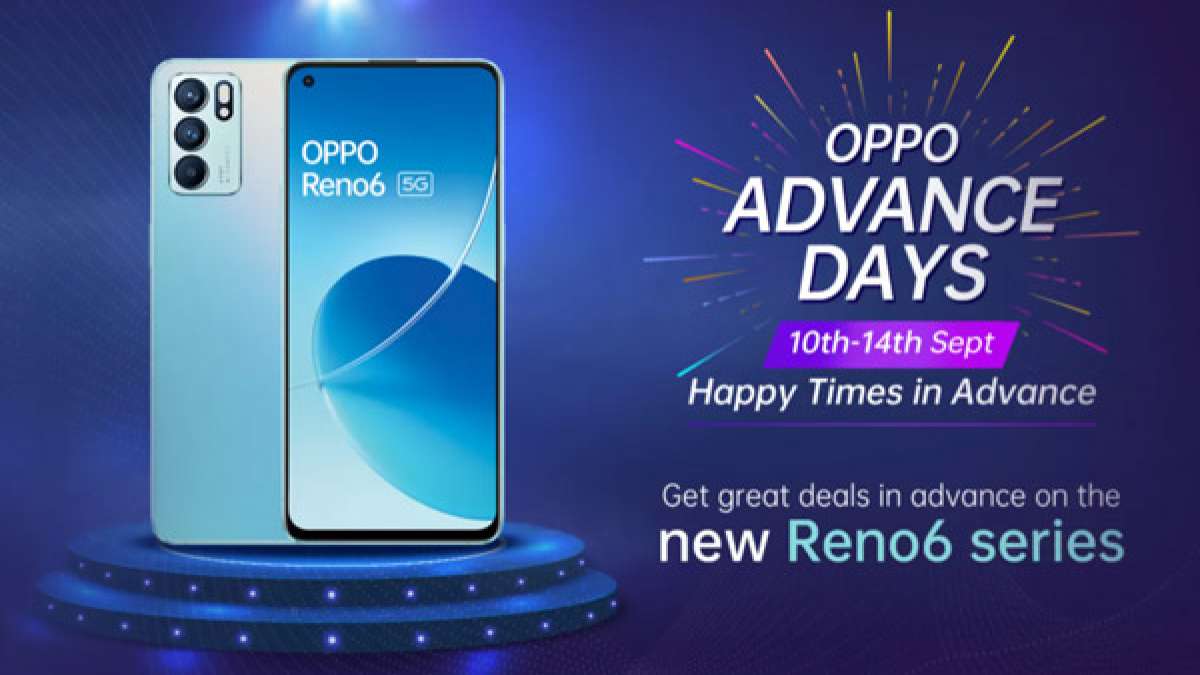 OPPO
Reno6 5G
OPPO
ADVANCE
DAYS
10th-14th Sept
Happy Times in Advance
Get great deals in advance on the
new Reno6 series